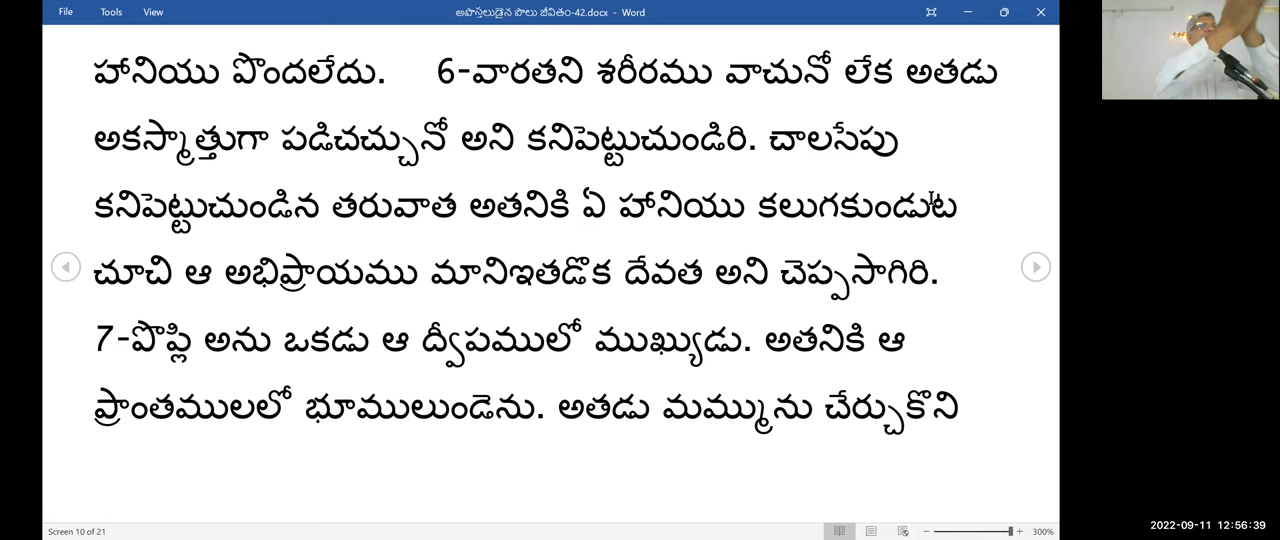 File Tools View అపొస్తలుడైన పౌలు జీవితం-42.docx - Word
హానియు పొందలేదు. 6-వారతని శరీరము వాచునో లేక అతడు
అకస్మాత్తుగా పడిచచ్చునో అని కనిపెట్టుచుండిరి. చాలసేపు
కనిపెట్టుచుండిన తరువాత అతనికి ఏ హానియు కలుగకుండుట
చూచి ఆ అభిప్రాయము మానిఇతడొక దేవత అని చెప్పసాగిరి.
7-పొప్లి అను ఒకడు ఆ ద్వీపములో ముఖ్యుడు. అతనికి ఆ
ప్రాంతములలో భూములుండెను. అతడు మమ్మును చేర్చుకొని
Screen 10 of 21 300%
2022-09-11 12:56:39